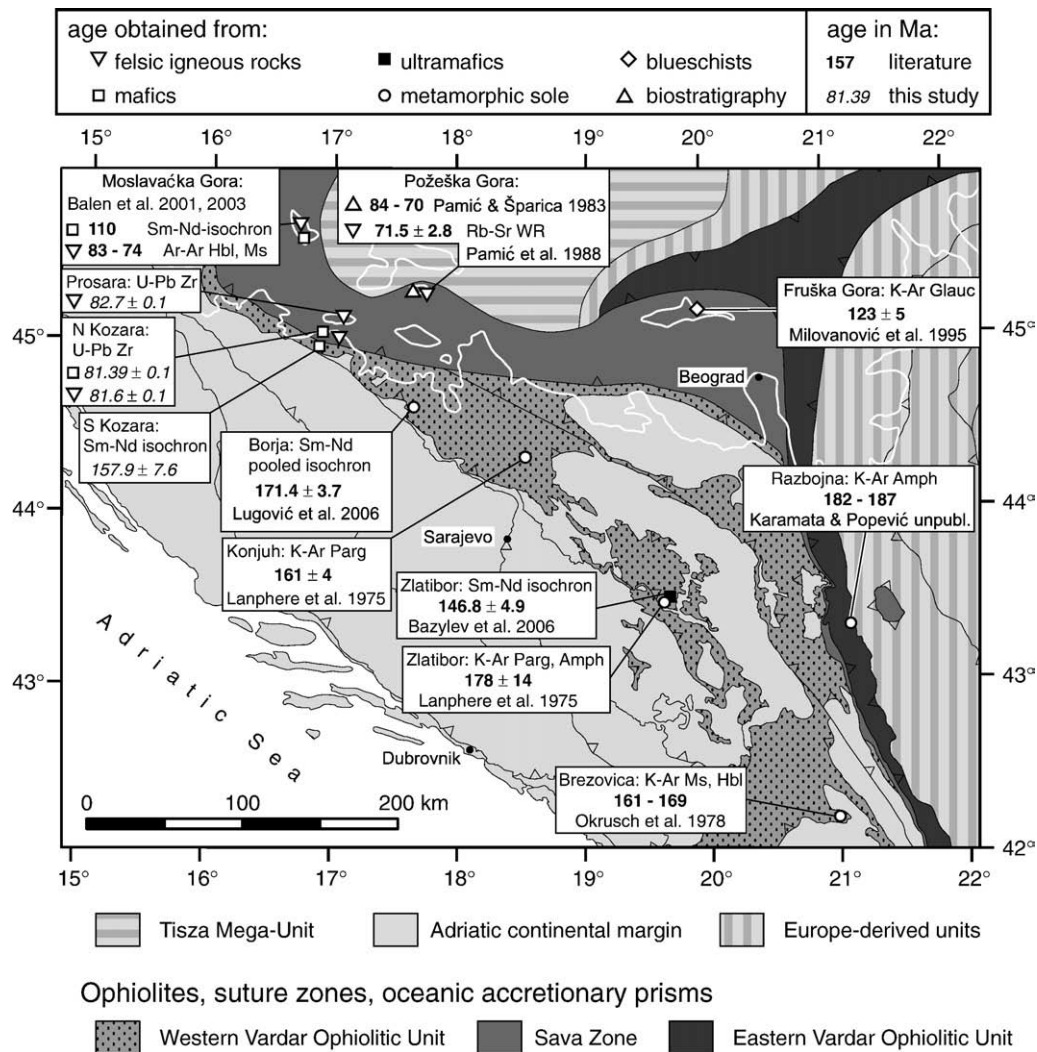 age obtained from:
felsic igneous rocks
ultramafics
blueschists
mafics
metamorphic sole
biostratigraphy
age in Ma:
157 literature
81.39 this study
15° 16° 17° 18° 19° 20° 21° 22°
Moslavaćka Gora:
Balen et al. 2001, 2003
110 Sm-Nd-isochron
83 - 74 Ar-Ar Hbl, Ms
Požeška Gora:
84 - 70 Pamić & Šparica 1983
71.5 ± 2.8 Rb-Sr WR
Pamić et al. 1988
Prosara: U-Pb Zr
82.7 ± 0.1
N Kozara:
U-Pb Zr
81.39 ± 0.1
81.6 ± 0.1
S Kozara:
Sm-Nd isochron
157.9 ± 7.6
Fruška Gora: K-Ar Glauc
123 ± 5
Milovanović et al. 1995
45° 45°
Beograd
Borja: Sm-Nd
pooled isochron
171.4 ± 3.7
Lugović et al. 2006
Razbojna: K-Ar Amph
182 - 187
Karamata & Popević unpubl.
44° 44°
Sarajevo
Konjuh: K-Ar Parg
161 ± 4
Lanphere et al. 1975
Zlatibor: Sm-Nd isochron
146.8 ± 4.9
Bazylev et al. 2006
Zlatibor: K-Ar Parg, Amph
178 ± 14
Lanphere et al. 1975
43° 43°
Adriatic Sea
Dubrovnik
Brezovica: K-Ar Ms, Hbl
161 - 169
Okrusch et al. 1978
0 100 200 km
42°
15° 16° 17° 18° 19° 20° 21° 22°
Tisza Mega-Unit
Adriatic continental margin
Europe-derived units
Ophiolites, suture zones, oceanic accretionary prisms
Western Vardar Ophiolitic Unit
Sava Zone
Eastern Vardar Ophiolitic Unit